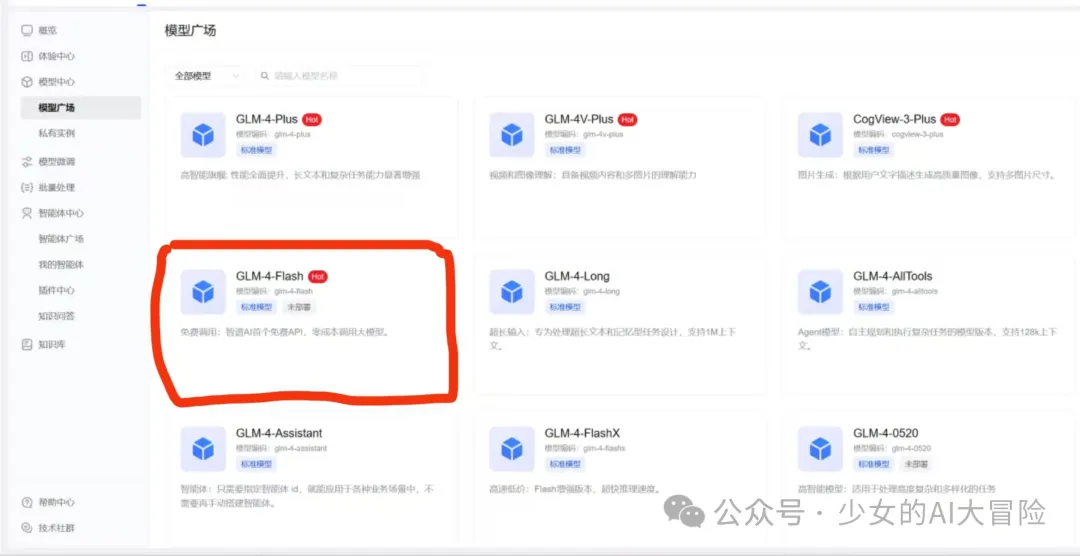 概览
体验中心
模型中心
模型广场
私有实例
模型微调
批量处理
智能体中心
智能体广场
我的智能体
插件中心
知识问答
知识库
帮助中心
技术社群
模型广场
全部模型
请输入模型名称
GLM-4-Plus Hot
模型编码：glm-4-plus
标准模型
高智能旗舰: 性能全面提升，长文本和复杂任务能力显著增强
GLM-4V-Plus Hot
模型编码：glm-4v-plus
标准模型
视频和图像理解：具备视频内容和多图片的理解能力
CogView-3-Plus Hot
模型编码：cogview-3-plus
标准模型
图片生成：根据用户文字描述生成高质量图像，支持多图片尺寸。
GLM-4-Flash Hot
模型编码：glm-4-flash
标准模型 未部署
免费调用：智谱AI首个免费API，零成本调用大模型。
GLM-4-Long
模型编码：glm-4-long
标准模型
超长输入：专为处理超长文本和记忆型任务设计，支持1M上下
文。
GLM-4-AllTools
模型编码：glm-4-alltools
标准模型
Agent模型：自主规划和执行复杂任务的模型版本，支持128k上下
文。
GLM-4-Assistant
模型编码：glm-4-assistant
标准模型
智能体：只需要指定智能体 id，就能应用于各种业务场景中，不
需要再手动搭建智能体。
GLM-4-FlashX
模型编码：glm-4-flashx
标准模型
高速低价：Flash增强版本，超快推理速度。
GLM-4-0520
模型编码：glm-4-0520
标准模型 未部署
高智能模型：适用于处理高度复杂和多样化的任务
公众号 · 少女的AI大冒险